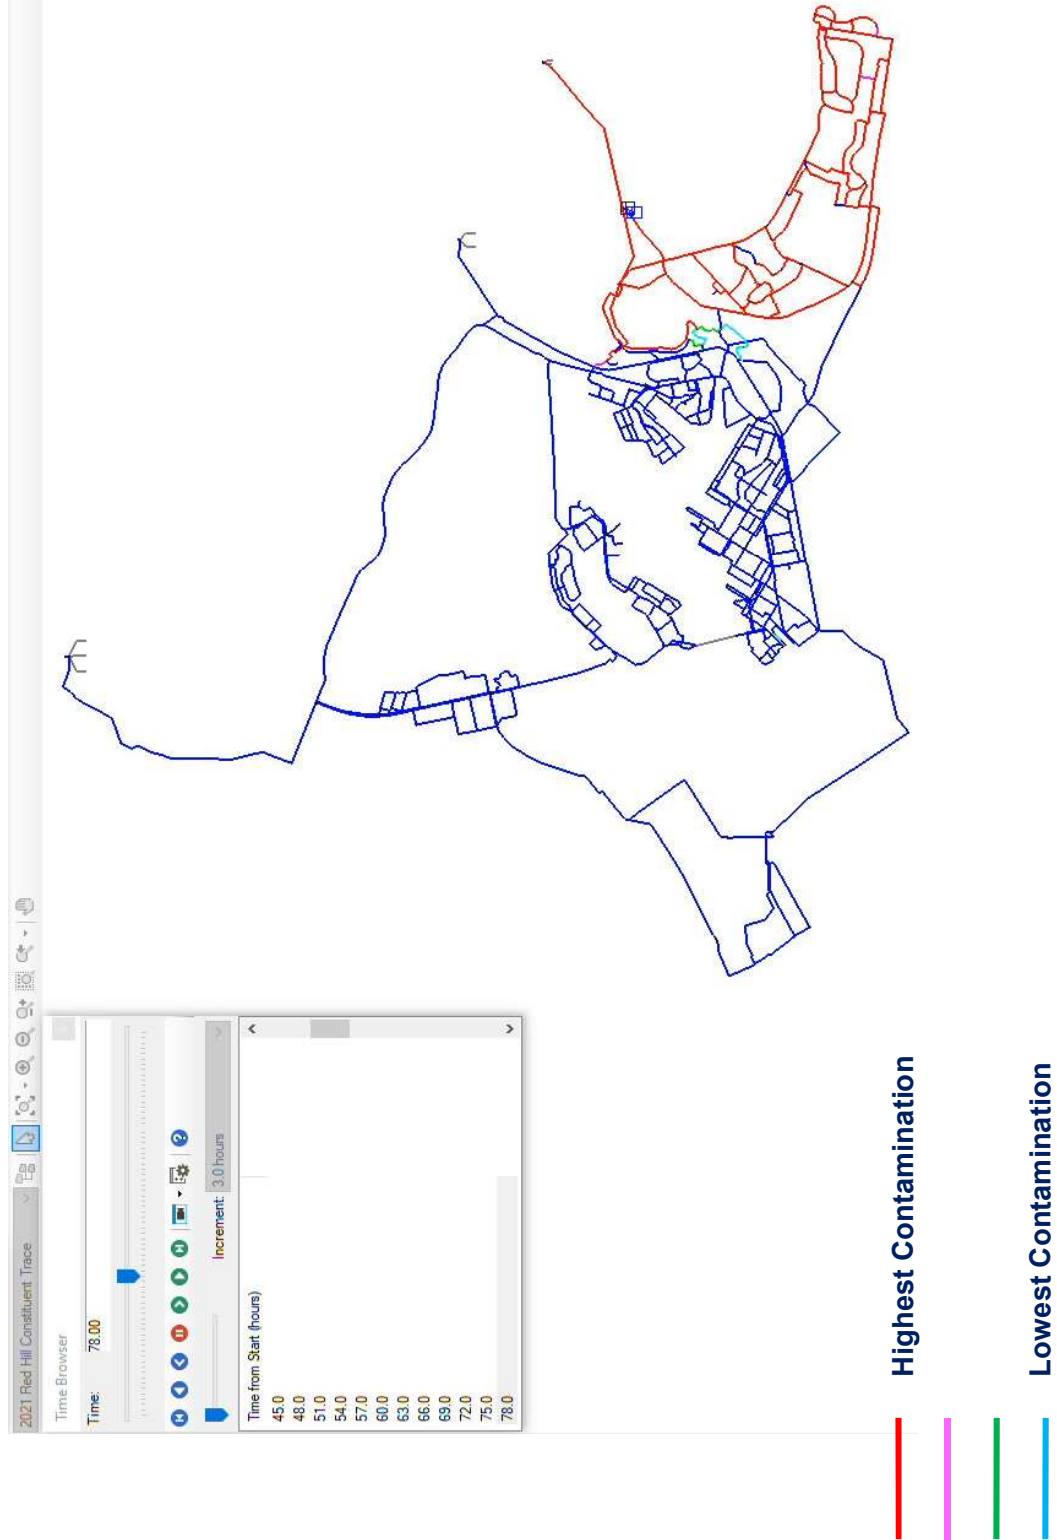 2021 Red Hill Constituent Trace
Time Browser
Time: 78.00
Increment: 3.0 hours
Time from Start (hours)
45.0
48.0
51.0
54.0
57.0
60.0
63.0
66.0
69.0
72.0
75.0
78.0
Highest Contamination
Lowest Contamination